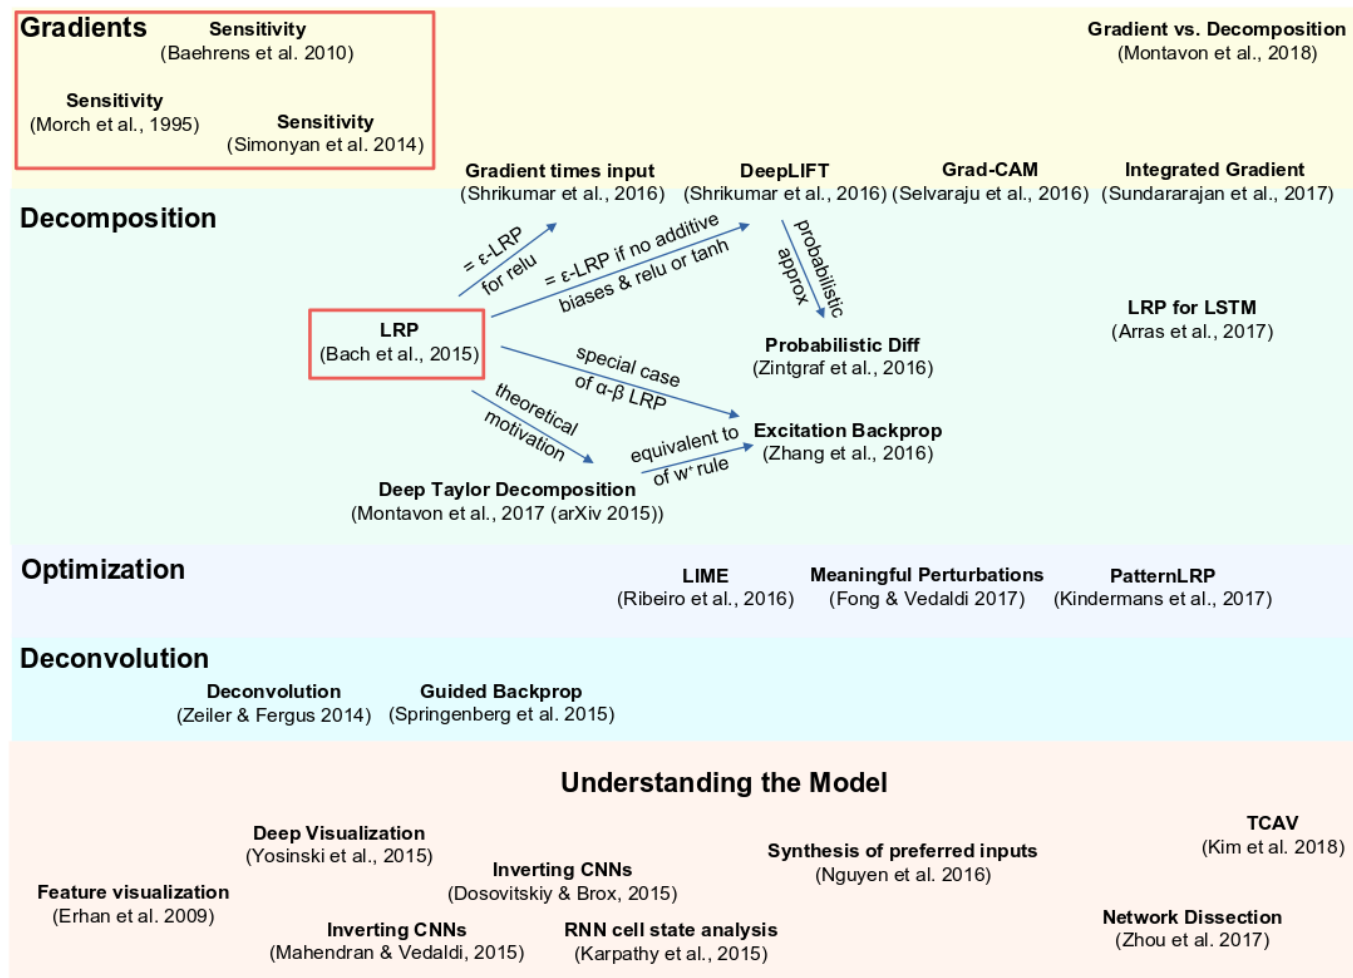 Gradients
Sensitivity
(Baehrens et al. 2010)
Gradient vs. Decomposition
(Montavon et al., 2018)
Sensitivity
(Morch et al., 1995)
Sensitivity
(Simonyan et al. 2014)
Gradient times input
(Shrikumar et al., 2016)
DeepLIFT
(Shrikumar et al., 2016)
Grad-CAM
(Selvaraju et al., 2016)
Integrated Gradient
(Sundararajan et al., 2017)
Decomposition
= ε-LRP
for relu
= ε-LRP if no additive
biases & relu or tanh
probabilistic
approx
LRP
(Bach et al., 2015)
LRP for LSTM
(Arras et al., 2017)
Probabilistic Diff
(Zintgraf et al., 2016)
special case
of α-β LRP
theoretical
motivation
equivalent to
of w⁺ rule
Excitation Backprop
(Zhang et al., 2016)
Deep Taylor Decomposition
(Montavon et al., 2017 (arXiv 2015))
Optimization
LIME
(Ribeiro et al., 2016)
Meaningful Perturbations
(Fong & Vedaldi 2017)
PatternLRP
(Kindermans et al., 2017)
Deconvolution
Deconvolution
(Zeiler & Fergus 2014)
Guided Backprop
(Springenberg et al. 2015)
Understanding the Model
Deep Visualization
(Yosinski et al., 2015)
Inverting CNNs
(Dosovitskiy & Brox, 2015)
Synthesis of preferred inputs
(Nguyen et al. 2016)
TCAV
(Kim et al. 2018)
Feature visualization
(Erhan et al. 2009)
Inverting CNNs
(Mahendran & Vedaldi, 2015)
RNN cell state analysis
(Karpathy et al., 2015)
Network Dissection
(Zhou et al. 2017)